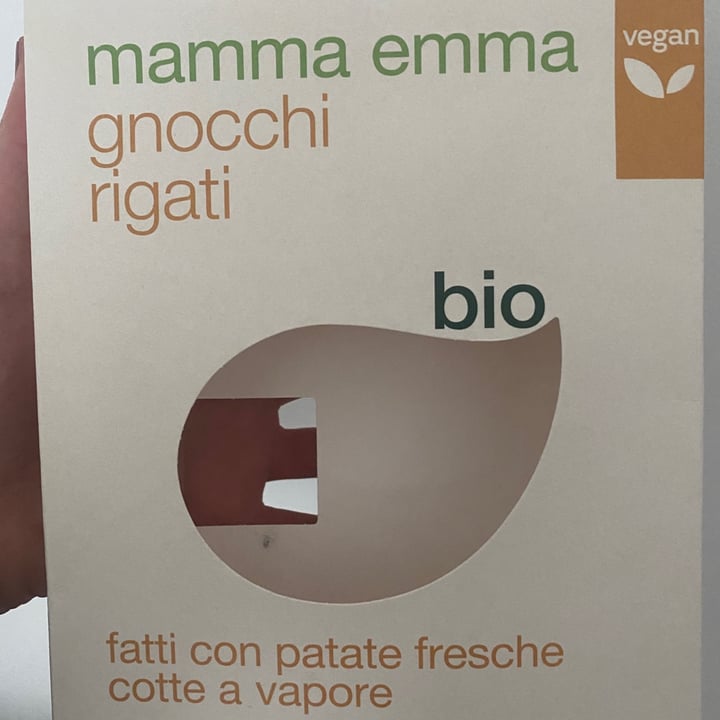 mamma emma
vegan
gnocchi
rigati
bio
fatti con patate fresche
cotte a vapore